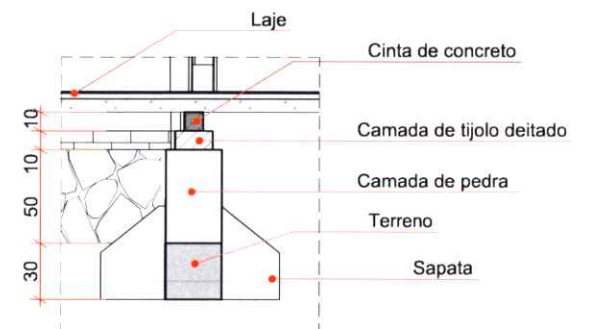 Laje
Cinta de concreto
10
Camada de tijolo deitado
10
Camada de pedra
50
Terreno
30
Sapata